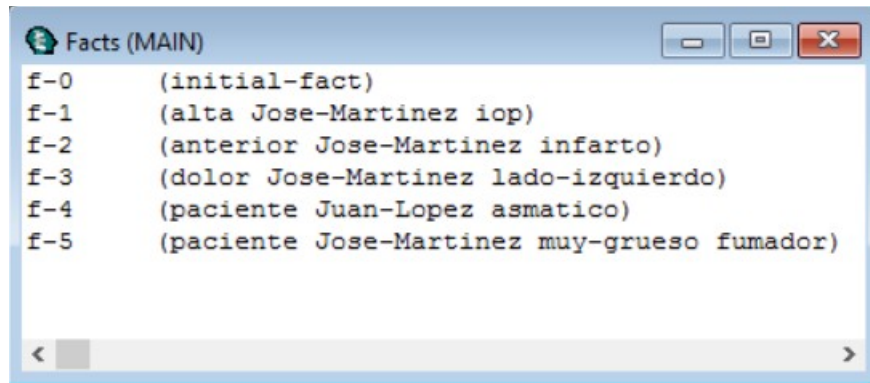 Facts (MAIN)
f-0 (initial-fact)
f-1 (alta Jose-Martinez iop)
f-2 (anterior Jose-Martinez infarto)
f-3 (dolor Jose-Martinez lado-izquierdo)
f-4 (paciente Juan-Lopez asmatico)
f-5 (paciente Jose-Martinez muy-grueso fumador)